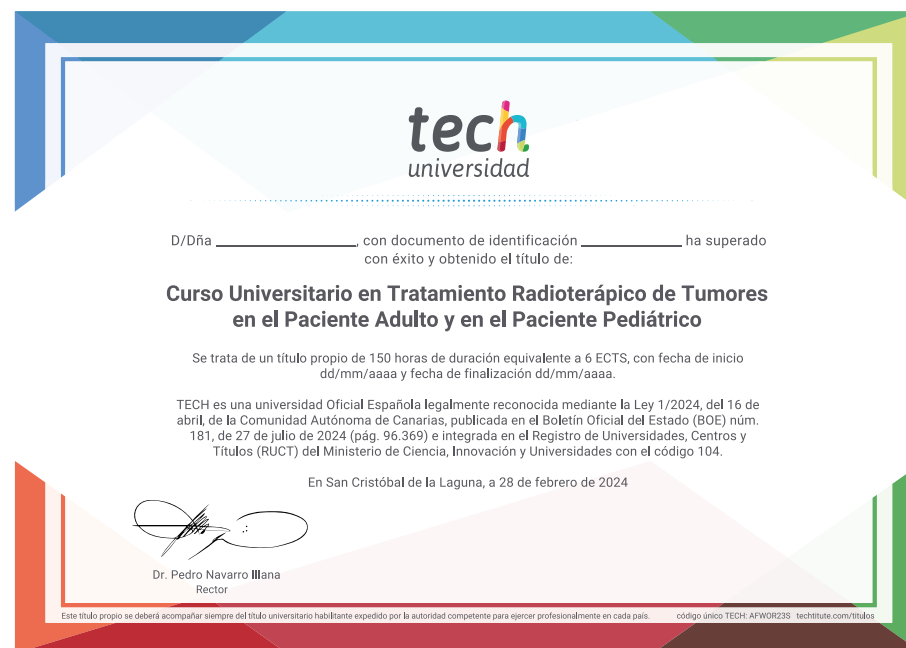 tech
universidad
D/Dña ____________, con documento de identificación ____________ ha superado
con éxito y obtenido el título de:
Curso Universitario en Tratamiento Radioterápico de Tumores
en el Paciente Adulto y en el Paciente Pediátrico
Se trata de un título propio de 150 horas de duración equivalente a 6 ECTS, con fecha de inicio
dd/mm/aaaa y fecha de finalización dd/mm/aaaa.
TECH es una universidad Oficial Española legalmente reconocida mediante la Ley 1/2024, del 16 de
abril, de la Comunidad Autónoma de Canarias, publicada en el Boletín Oficial del Estado (BOE) núm.
181, de 27 de julio de 2024 (pág. 96.369) e integrada en el Registro de Universidades, Centros y
Títulos (RUCT) del Ministerio de Ciencia, Innovación y Universidades con el código 104.
En San Cristóbal de la Laguna, a 28 de febrero de 2024
Dr. Pedro Navarro Illana
Rector
Este título propio se deberá acompañar siempre del título universitario habilitante expedido por la autoridad competente para ejercer profesionalmente en cada país. código único TECH: AFWOR23S techtitute.com/titulos